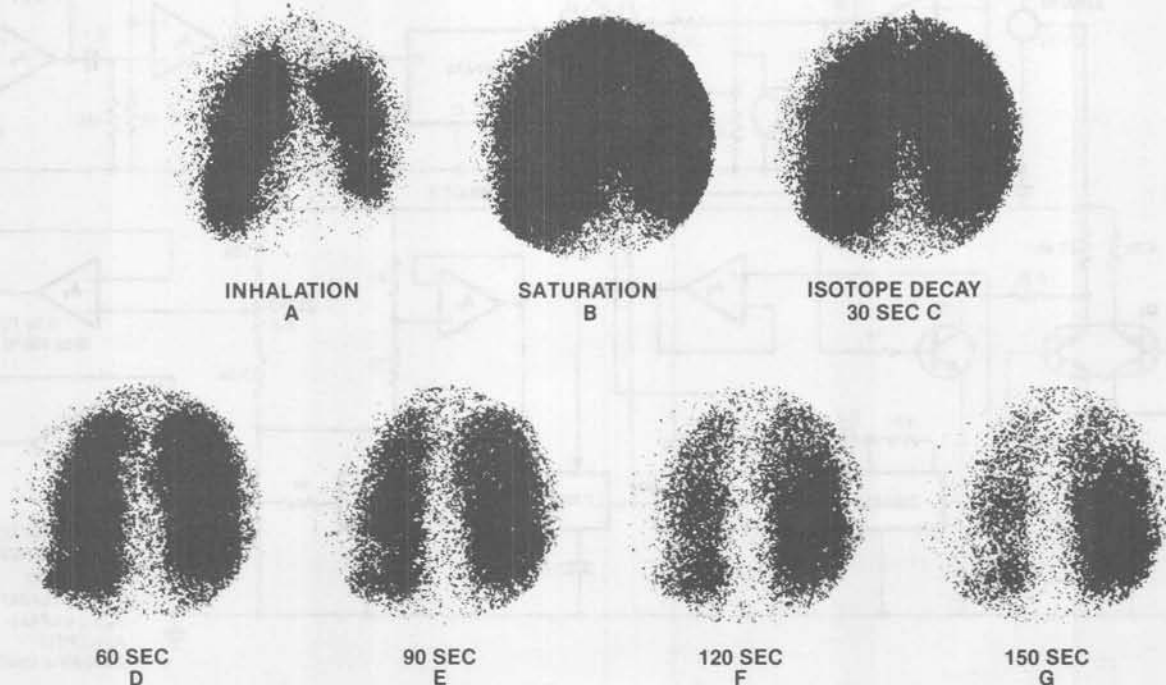 INHALATION
A
SATURATION
B
ISOTOPE DECAY
30 SEC C
60 SEC
D
90 SEC
E
120 SEC
F
150 SEC
G